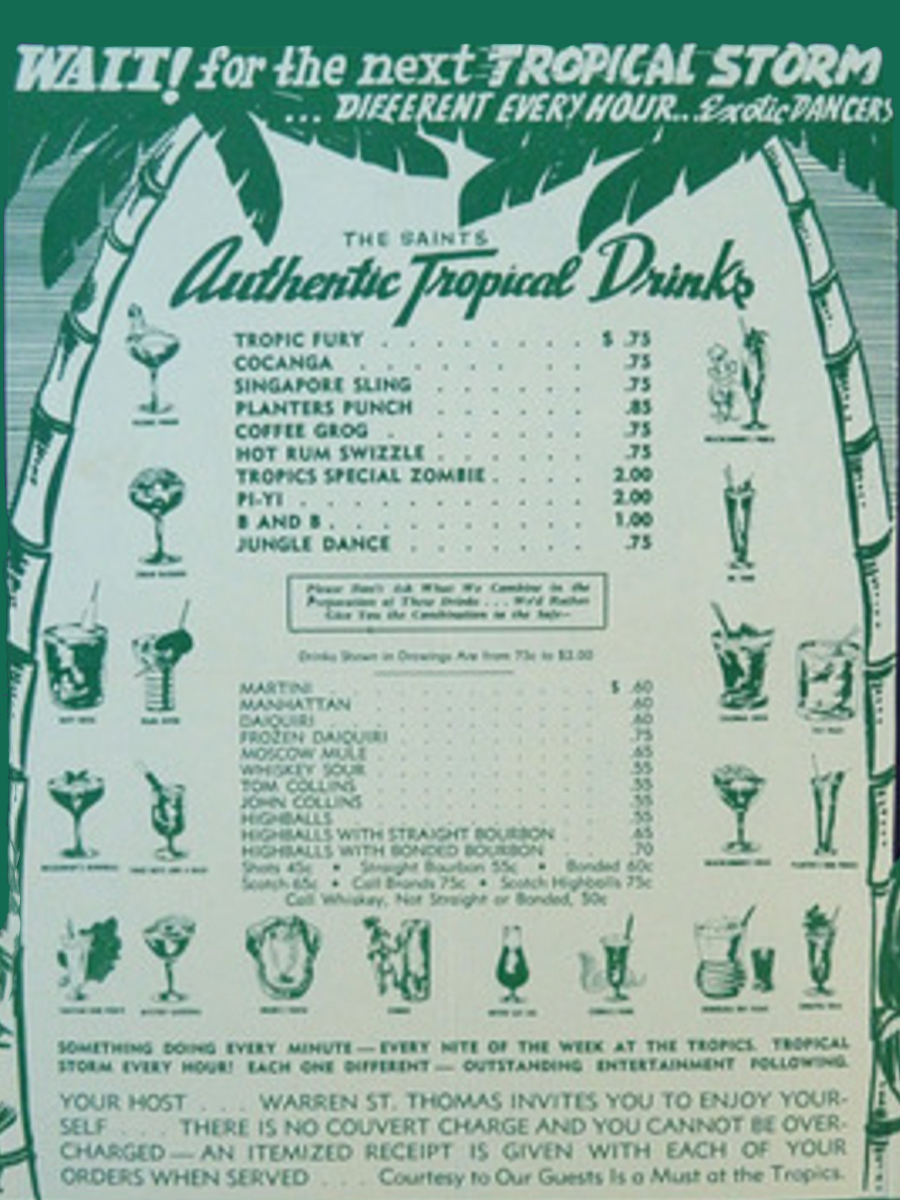 WAIT! for the next TROPICAL STORM
... DIFFERENT EVERY HOUR... Exotic DANCERS
THE SAINTS
Authentic Tropical Drinks
TROPIC FURY . . . . . . . . . $ .75
COCANGA . . . . . . . . . . .75
SINGAPORE SLING . . . . . . . .75
PLANTERS PUNCH . . . . . . . .85
COFFEE GROG . . . . . . . . .75
HOT RUM SWIZZLE . . . . . . . .75
TROPICS SPECIAL ZOMBIE . . . . 2.00
PI-YI . . . . . . . . . . . . 2.00
B AND B . . . . . . . . . . . 1.00
JUNGLE DANCE . . . . . . . . .75
Please Don't Ask What We Combine in the
Preparation of These Drinks . . . We'd Rather
Give You the Combination to the Safe—
Drinks Shown in Drawings Are from 75c to $2.00
MARTINI . . . . . . . . . . . $ .60
MANHATTAN . . . . . . . . . . .60
DAIQUIRI . . . . . . . . . . .60
FROZEN DAIQUIRI . . . . . . . .75
MOSCOW MULE . . . . . . . . . .65
WHISKEY SOUR . . . . . . . . . .55
TOM COLLINS . . . . . . . . . .55
JOHN COLLINS . . . . . . . . . .55
HIGHBALLS . . . . . . . . . . .55
HIGHBALLS WITH STRAIGHT BOURBON . . .65
HIGHBALLS WITH BONDED BOURBON . . .70
Shots 45c • Straight Bourbon 55c • Bonded 60c
Scotch 65c • Call Brands 75c • Scotch Highballs 75c
Call Whiskey, Not Straight or Bonded, 50c
SOMETHING DOING EVERY MINUTE — EVERY NITE OF THE WEEK AT THE TROPICS. TROPICAL
STORM EVERY HOUR! EACH ONE DIFFERENT — OUTSTANDING ENTERTAINMENT FOLLOWING.
YOUR HOST . . . WARREN ST. THOMAS INVITES YOU TO ENJOY YOUR-
SELF . . . THERE IS NO COUVERT CHARGE AND YOU CANNOT BE OVER-
CHARGED — AN ITEMIZED RECEIPT IS GIVEN WITH EACH OF YOUR
ORDERS WHEN SERVED . . . Courtesy to Our Guests Is a Must at the Tropics.